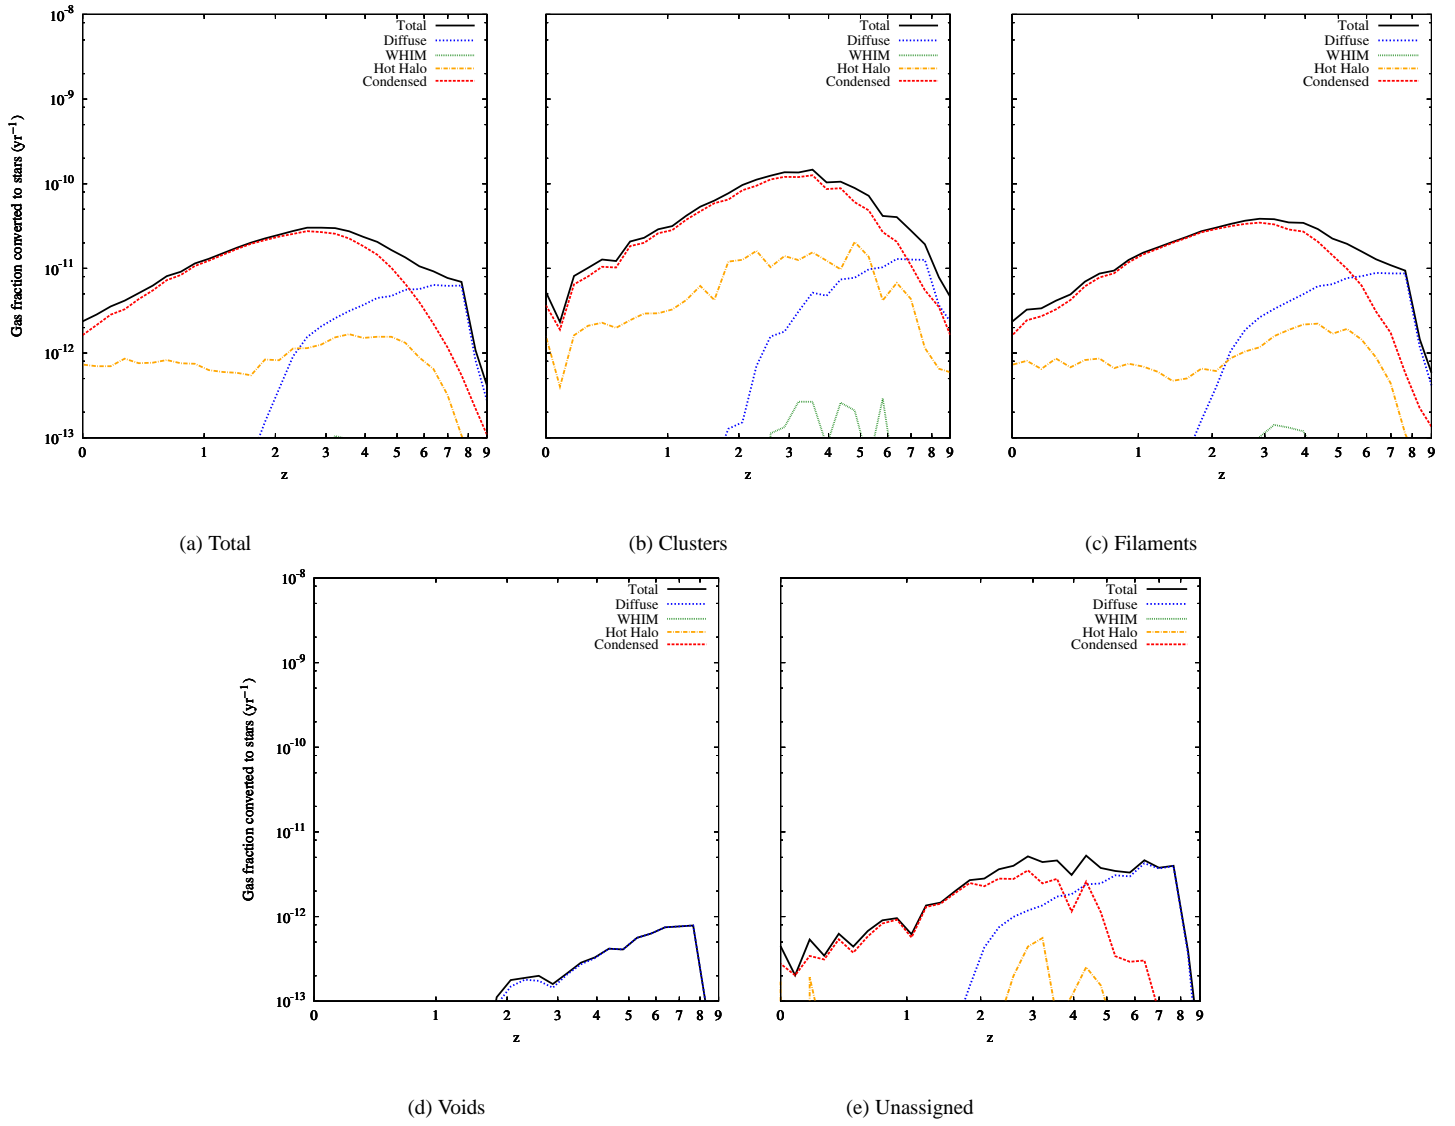 10⁻⁸
10⁻⁹
10⁻¹⁰
10⁻¹¹
10⁻¹²
10⁻¹³
Gas fraction converted to stars (yr⁻¹)
Total
Diffuse
WHIM
Hot Halo
Condensed
0 1 2 3 4 5 6 7 8 9
z
(a) Total
Total
Diffuse
WHIM
Hot Halo
Condensed
0 1 2 3 4 5 6 7 8 9
z
(b) Clusters
Total
Diffuse
WHIM
Hot Halo
Condensed
0 1 2 3 4 5 6 7 8 9
z
(c) Filaments
10⁻⁸
10⁻⁹
10⁻¹⁰
10⁻¹¹
10⁻¹²
10⁻¹³
Gas fraction converted to stars (yr⁻¹)
Total
Diffuse
WHIM
Hot Halo
Condensed
0 1 2 3 4 5 6 7 8 9
z
(d) Voids
Total
Diffuse
WHIM
Hot Halo
Condensed
0 1 2 3 4 5 6 7 8 9
z
(e) Unassigned